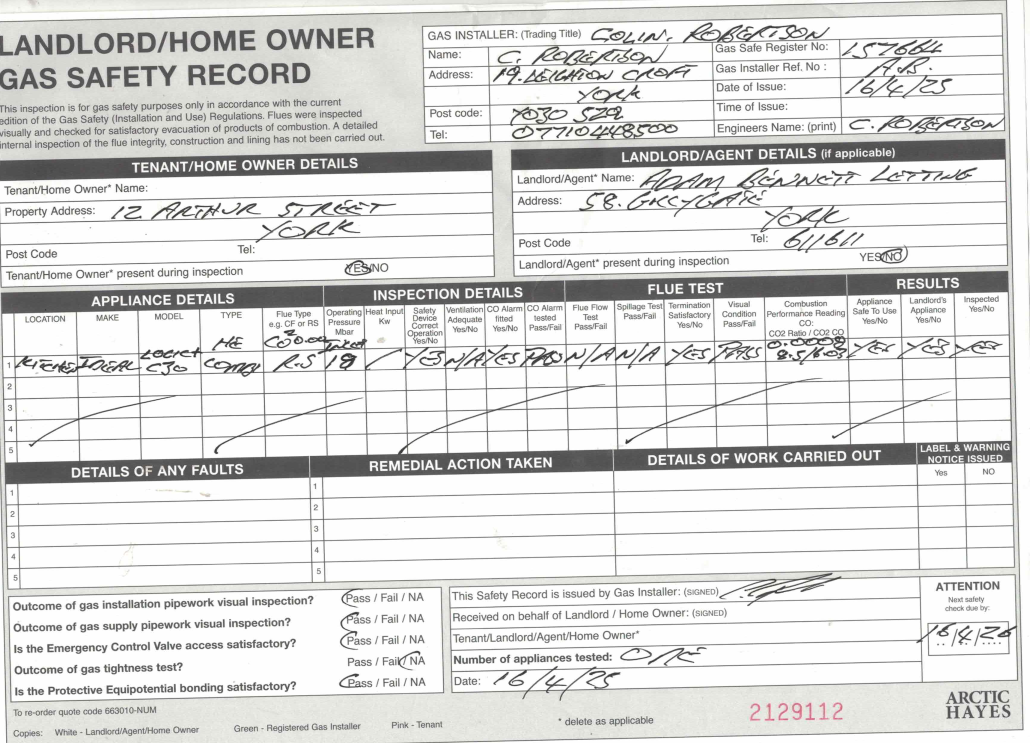 LANDLORD/HOME OWNER
GAS SAFETY RECORD
This inspection is for gas safety purposes only in accordance with the current
edition of the Gas Safety (Installation and Use) Regulations. Flues were inspected
visually and checked for satisfactory evacuation of products of combustion. A detailed
internal inspection of the flue integrity, construction and lining has not been carried out.
GAS INSTALLER: (Trading Title) COLIN. ROBERTSON
Name: C. ROBERTSON
Address: 19. LEIGHTON CROFT
YORK
Post code: YO30
Tel: 07710448500
Gas Safe Register No: 157664
Gas Installer Ref. No : A.B.
Date of Issue: 16/4/25
Time of Issue:
Engineers Name: (print) C. ROBERTSON
TENANT/HOME OWNER DETAILS
Tenant/Home Owner* Name:
Property Address: 12 ARTHUR STREET
YORK
Post Code Tel:
Tenant/Home Owner* present during inspection YES/NO
LANDLORD/AGENT DETAILS (if applicable)
Landlord/Agent* Name: ADAM BENNETT LETTING
Address: 58. GILLYGATE
YORK
Post Code Tel: 611611
Landlord/Agent* present during inspection YES/NO
APPLIANCE DETAILS INSPECTION DETAILS FLUE TEST RESULTS
LOCATION MAKE MODEL TYPE Flue Type e.g. CF or RS Operating Pressure Mbar Heat Input Kw Safety Device Correct Operation Yes/No Ventilation Adequate Yes/No CO Alarm fitted Yes/No CO Alarm tested Pass/Fail Flue Flow Test Pass/Fail Spillage Test Pass/Fail Termination Satisfactory Yes/No Visual Condition Pass/Fail Combustion Performance Reading CO: CO2 Ratio / CO2 CO Appliance Safe To Use Yes/No Landlord's Appliance Yes/No Inspected Yes/No
1 KITCHEN IDEAL LOGIC+ C30 HE COMBI R.S 19 / YES N/A YES PASS N/A N/A YES PASS 0.0008 YES YES YES
2
3
4
5
DETAILS OF ANY FAULTS REMEDIAL ACTION TAKEN DETAILS OF WORK CARRIED OUT LABEL & WARNING NOTICE ISSUED
Yes NO
1 1
2 2
3 3
4 4
5 5
Outcome of gas installation pipework visual inspection? Pass / Fail / NA
Outcome of gas supply pipework visual inspection? Pass / Fail / NA
Is the Emergency Control Valve access satisfactory? Pass / Fail / NA
Outcome of gas tightness test? Pass / Fail / NA
Is the Protective Equipotential bonding satisfactory? Pass / Fail / NA
This Safety Record is issued by Gas Installer: (SIGNED)
Received on behalf of Landlord / Home Owner: (SIGNED)
Tenant/Landlord/Agent/Home Owner*
Number of appliances tested: ONE
Date: 16/4/25
ATTENTION
Next safety
check due by:
16/4/26
To re-order quote code 663010-NUM
Copies: White - Landlord/Agent/Home Owner Green - Registered Gas Installer Pink - Tenant
* delete as applicable
2129112
ARCTIC
HAYES